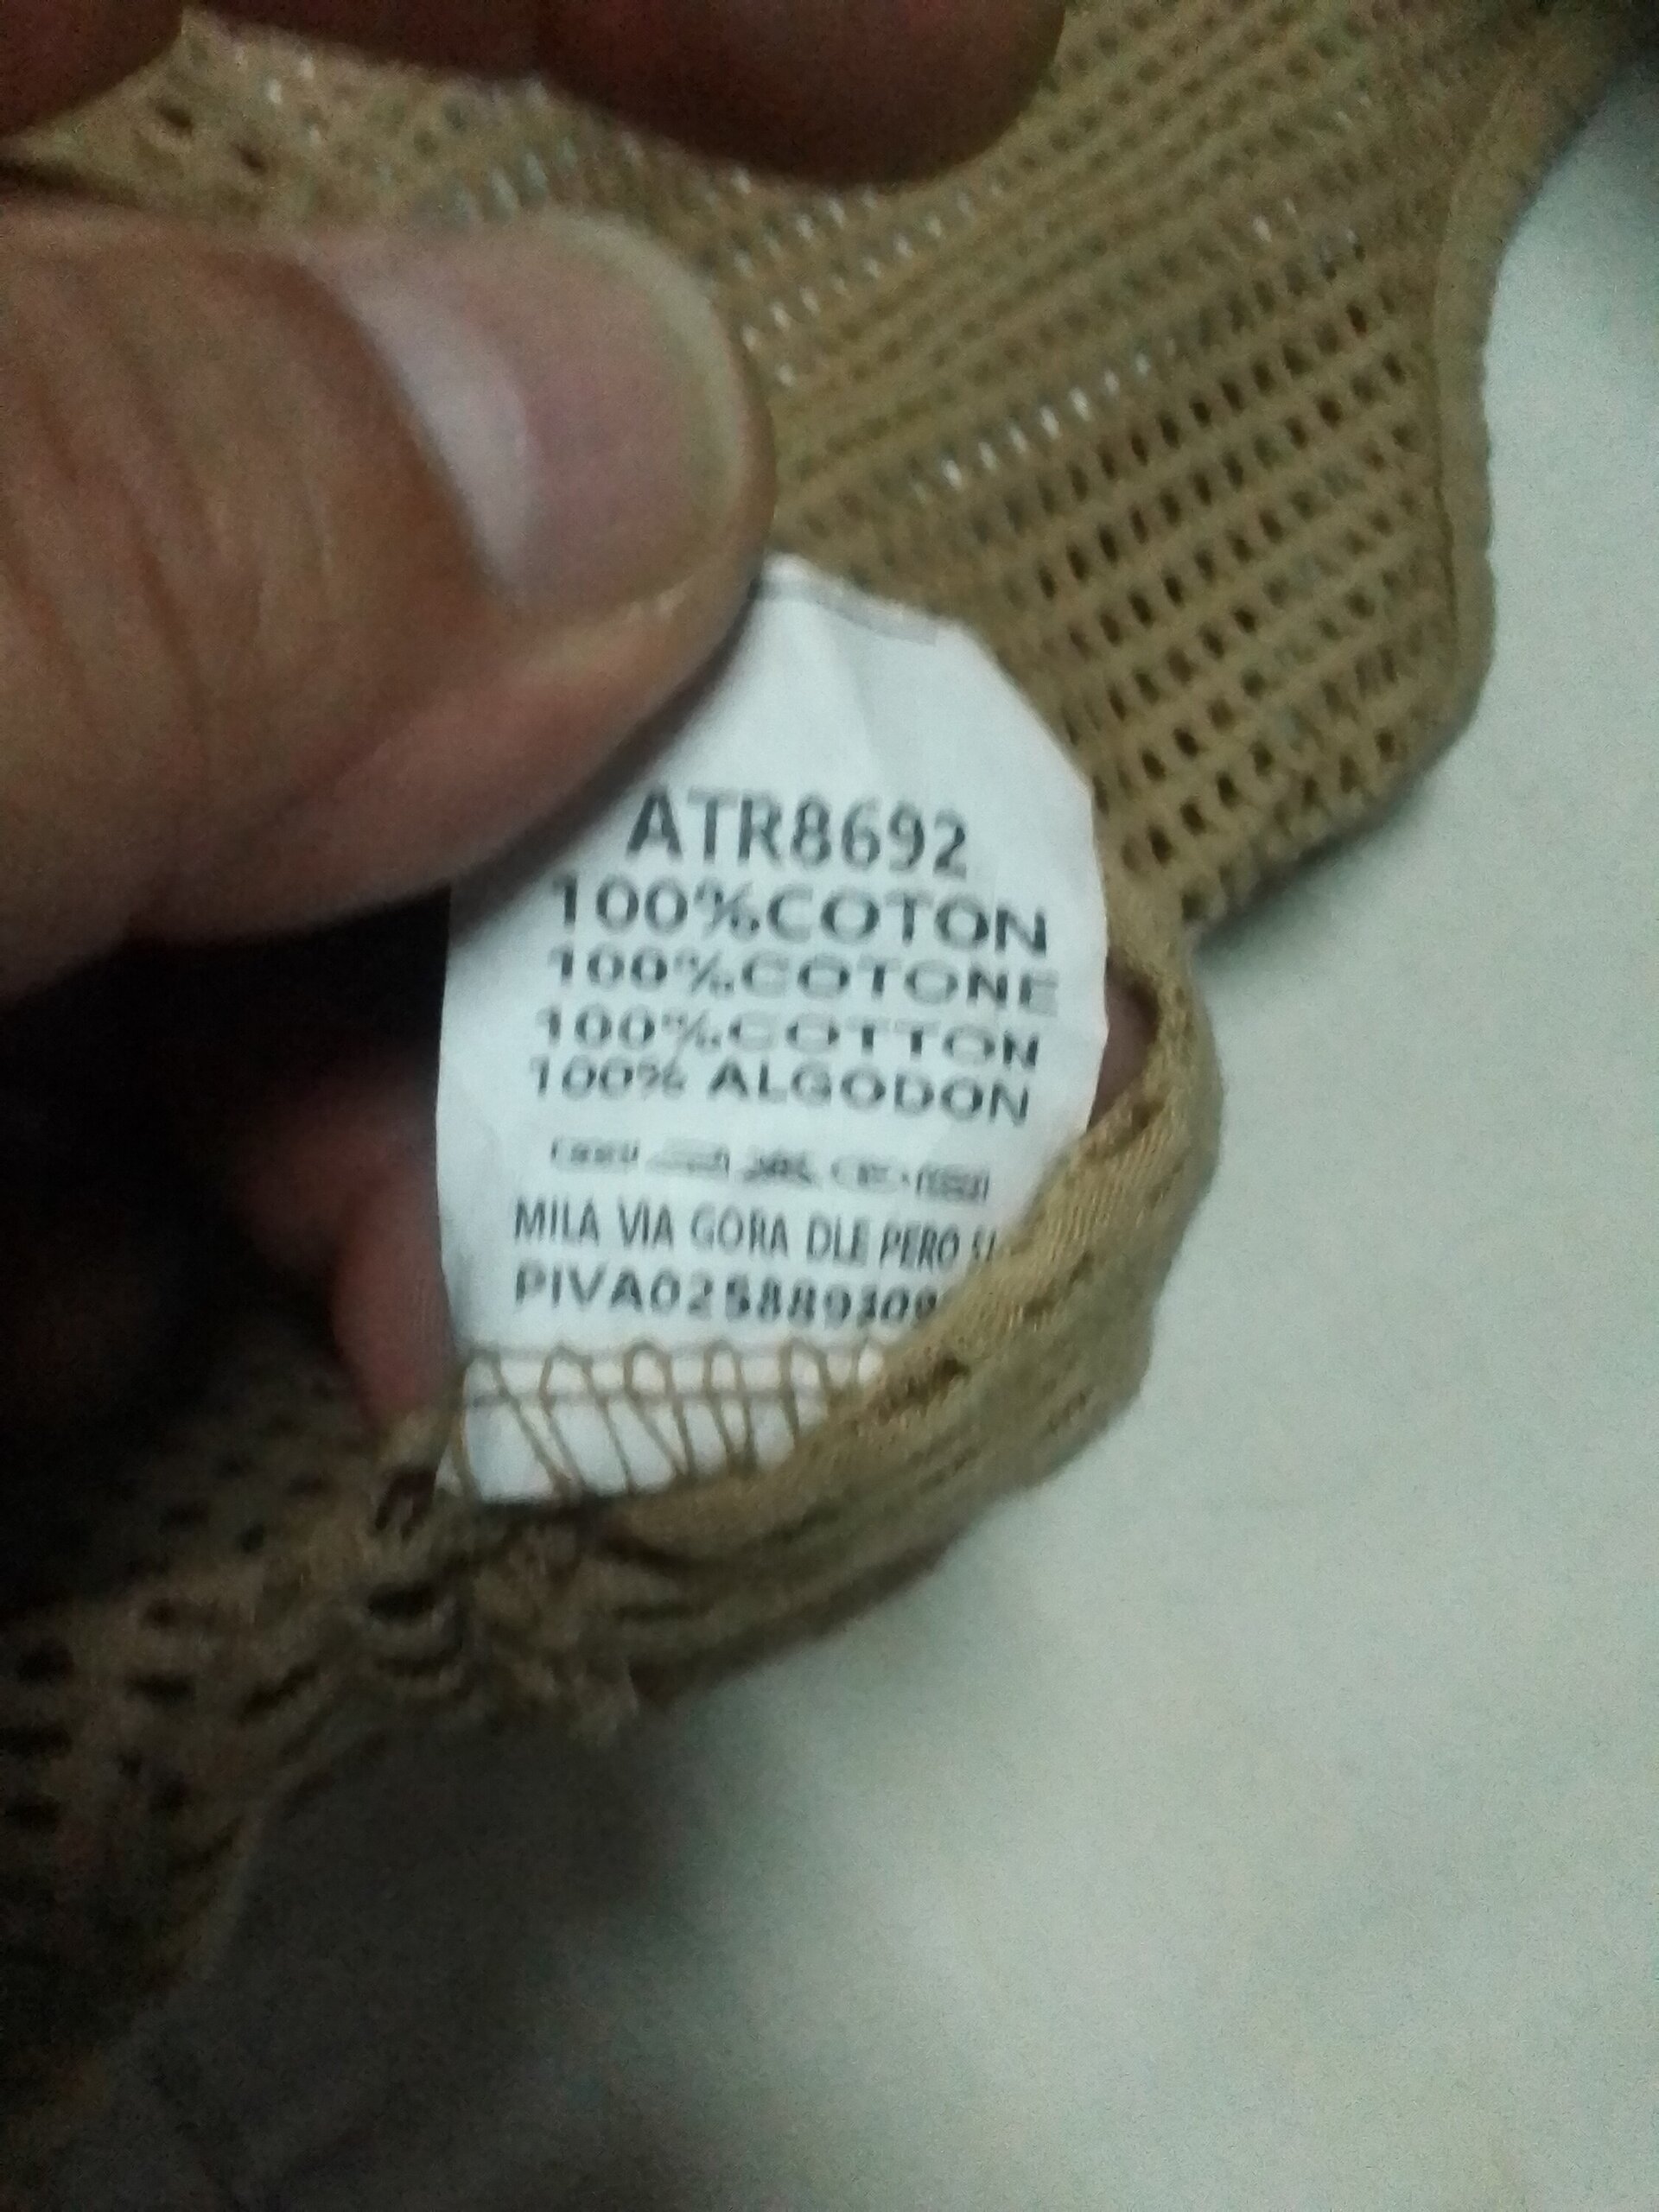 ATR8692
100%COTON
100%COTONE
100%COTTON
100% ALGODON
MILA VIA GORA DLE PERO